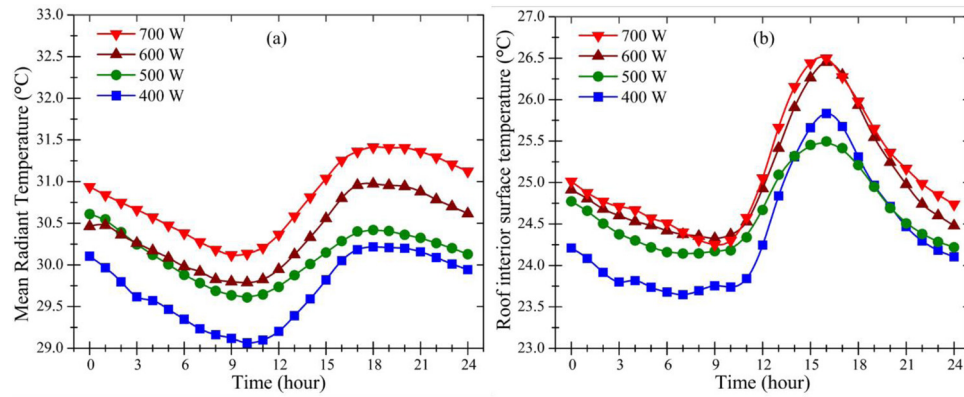 (a)
700 W
600 W
500 W
400 W
Mean Radiant Temperature (°C)
33.0
32.0
31.5
31.0
30.5
30.0
29.5
29.0
0 3 6 9 12 15 18 21 24
Time (hour)
(b)
700 W
600 W
500 W
400 W
Roof interior surface temperature (°C)
27.0
26.5
26.0
25.5
25.0
24.5
24.0
23.5
23.0
0 3 6 9 12 15 18 21 24
Time (hour)